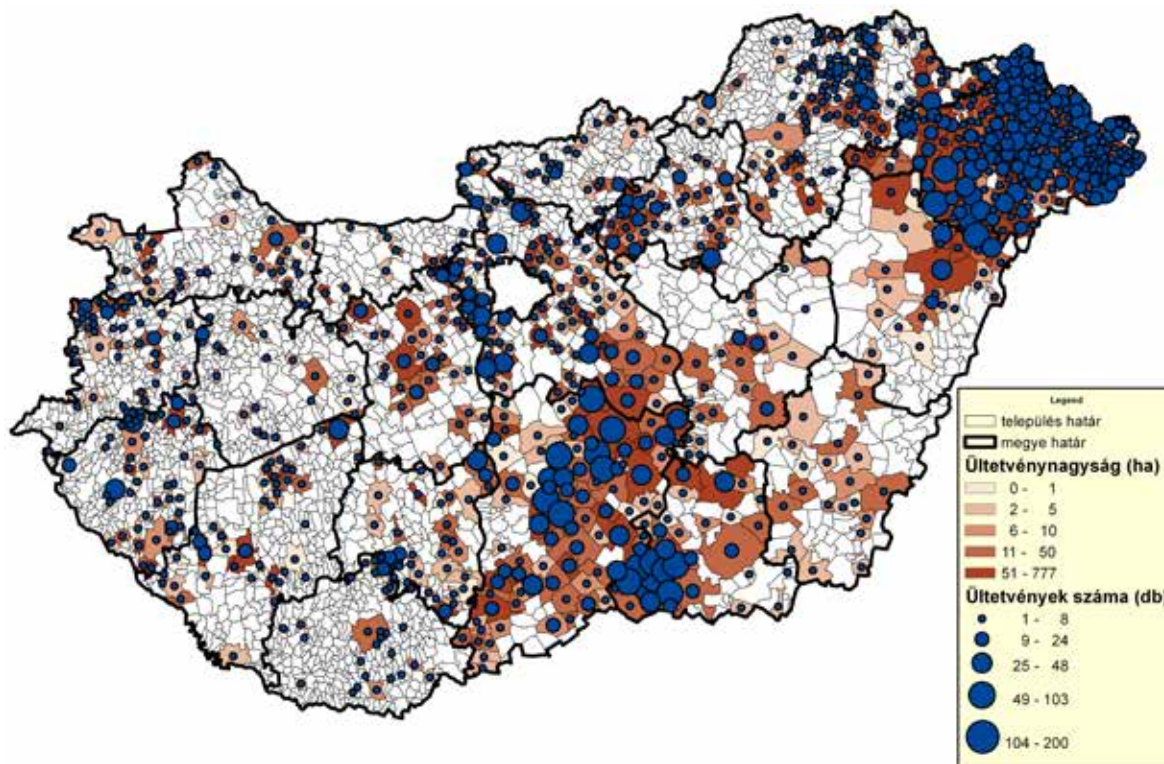 Legend
település határ
megye határ
Ültetvénynagyság (ha)
0 - 1
2 - 5
6 - 10
11 - 50
51 - 777
Ültetvények száma (db)
1 - 8
9 - 24
25 - 48
49 - 103
104 - 200